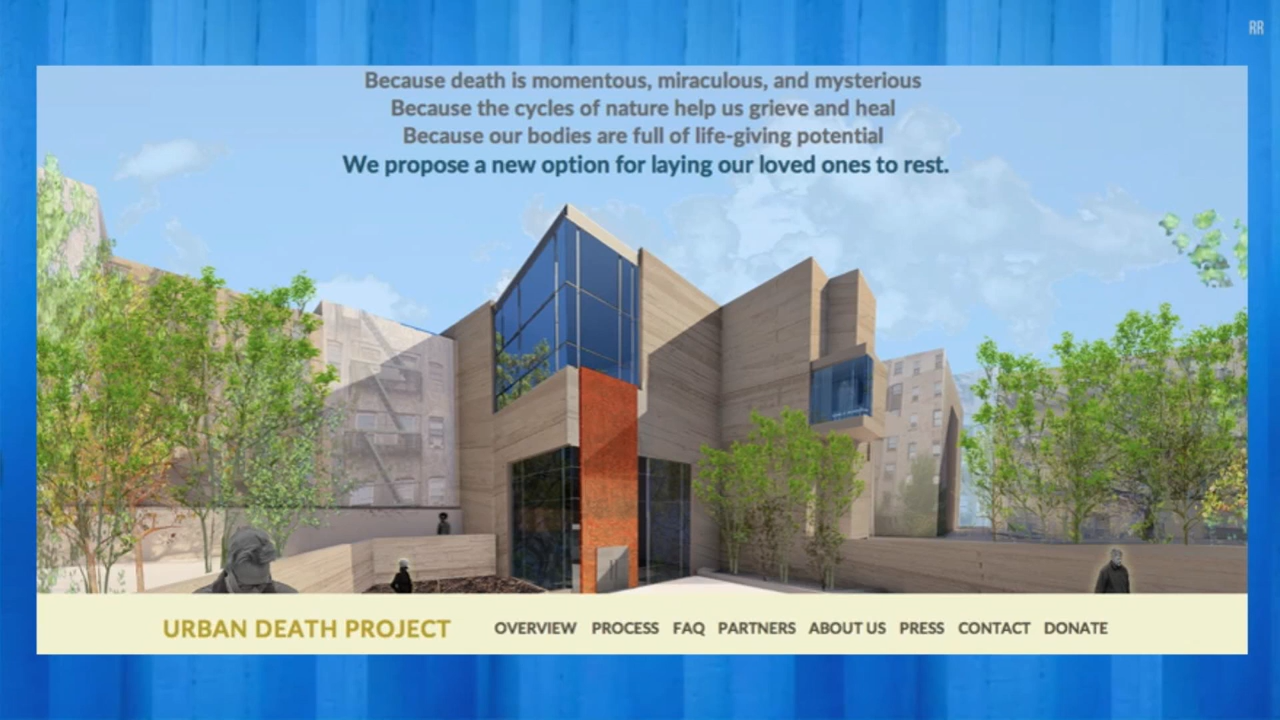 RR
Because death is momentous, miraculous, and mysterious
Because the cycles of nature help us grieve and heal
Because our bodies are full of life-giving potential
We propose a new option for laying our loved ones to rest.
URBAN DEATH PROJECT OVERVIEW PROCESS FAQ PARTNERS ABOUT US PRESS CONTACT DONATE